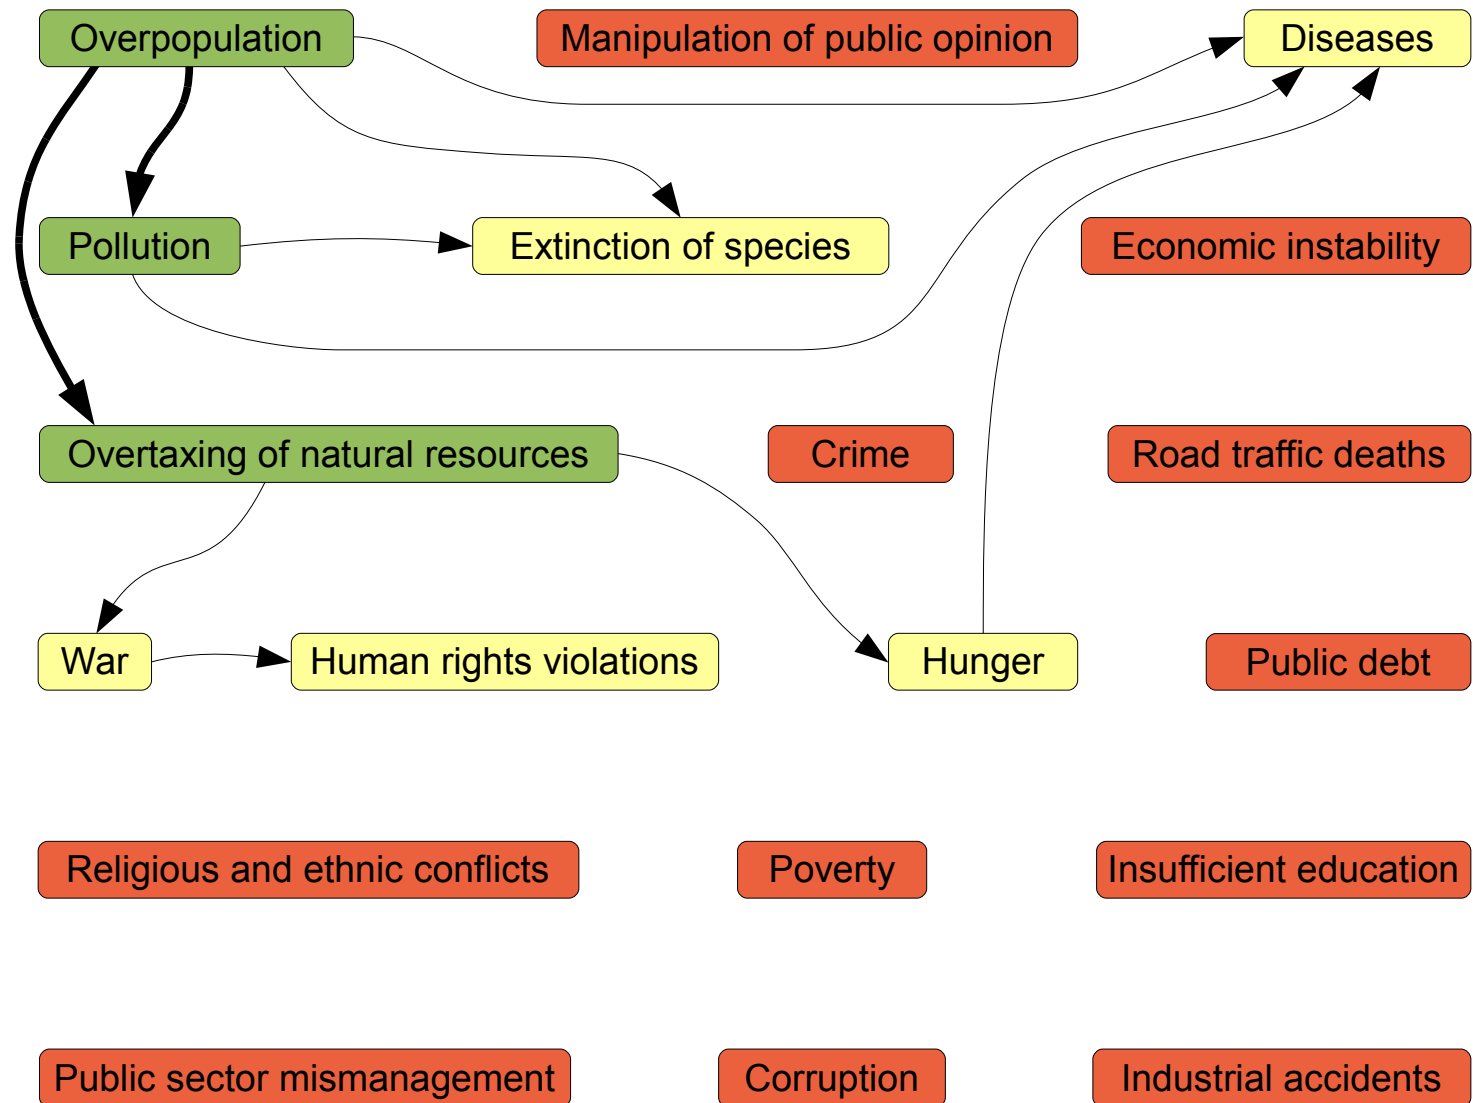 Overpopulation
Manipulation of public opinion
Diseases
Pollution
Extinction of species
Economic instability
Overtaxing of natural resources
Crime
Road traffic deaths
War
Human rights violations
Hunger
Public debt
Religious and ethnic conflicts
Poverty
Insufficient education
Public sector mismanagement
Corruption
Industrial accidents